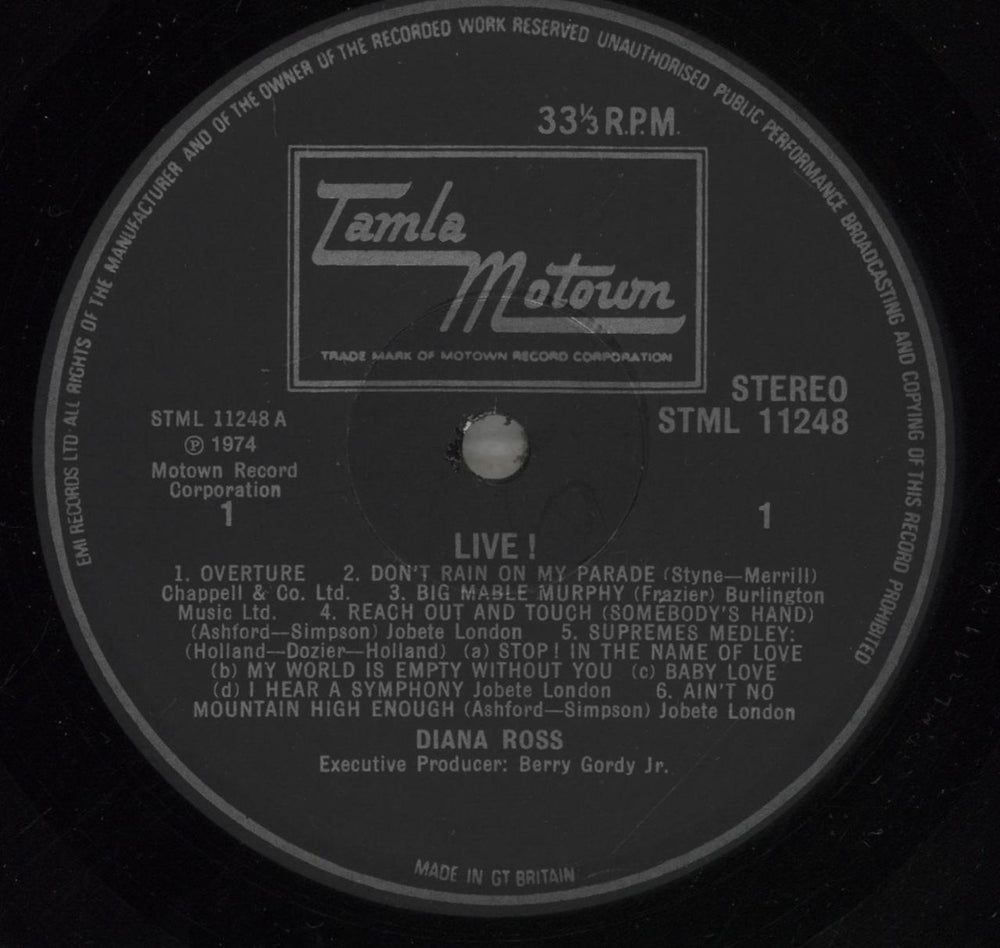 EMI RECORDS LTD ALL RIGHTS OF THE MANUFACTURER AND OF THE OWNER OF THE RECORDED WORK RESERVED UNAUTHORISED PUBLIC PERFORMANCE BROADCASTING AND COPYING OF THIS RECORD PROHIBITED
33⅓ R.P.M.
Tamla
Motown
TRADE MARK OF MOTOWN RECORD CORPORATION
STEREO
STML 11248
STML 11248 A
Ⓟ 1974
Motown Record
Corporation
1
1
LIVE !
1. OVERTURE 2. DON'T RAIN ON MY PARADE (Styne—Merrill)
Chappell & Co. Ltd. 3. BIG MABLE MURPHY (Frazier) Burlington
Music Ltd. 4. REACH OUT AND TOUCH (SOMEBODY'S HAND)
(Ashford—Simpson) Jobete London 5. SUPREMES MEDLEY:
(Holland—Dozier—Holland) (a) STOP! IN THE NAME OF LOVE
(b) MY WORLD IS EMPTY WITHOUT YOU (c) BABY LOVE
(d) I HEAR A SYMPHONY Jobete London 6. AIN'T NO
MOUNTAIN HIGH ENOUGH (Ashford—Simpson) Jobete London
DIANA ROSS
Executive Producer: Berry Gordy Jr.
MADE IN GT BRITAIN